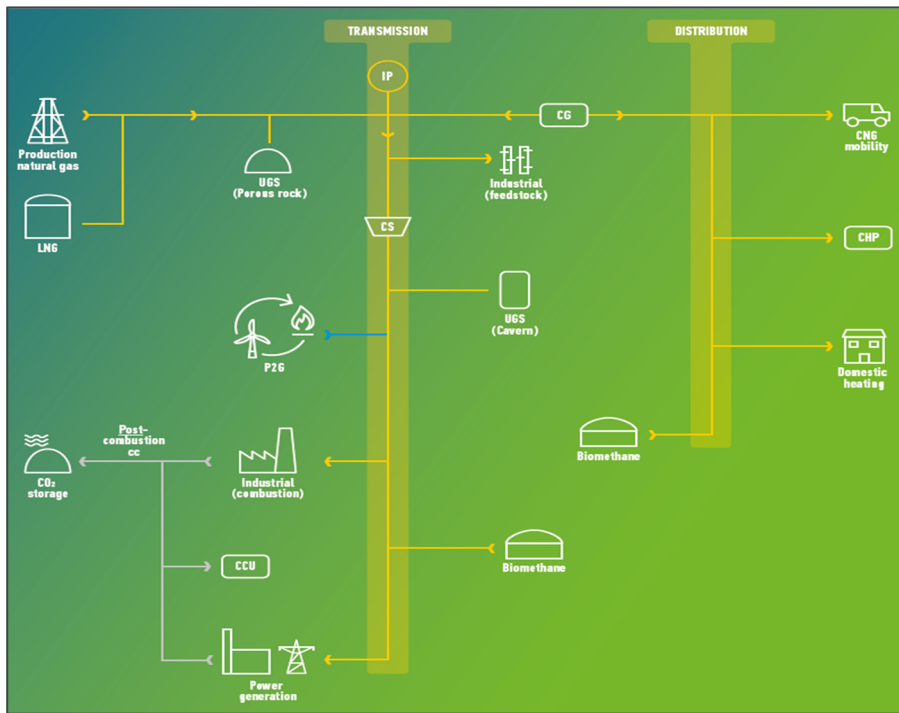 TRANSMISSION
DISTRIBUTION
IP
CG
Production
natural gas
UGS
(Porous rock)
Industrial
(feedstock)
CNG
mobility
LNG
CS
CHP
UGS
(Cavern)
P2G
Domestic
heating
Post-
combustion
cc
Biomethane
CO₂
storage
Industrial
(combustion)
CCU
Biomethane
Power
generation